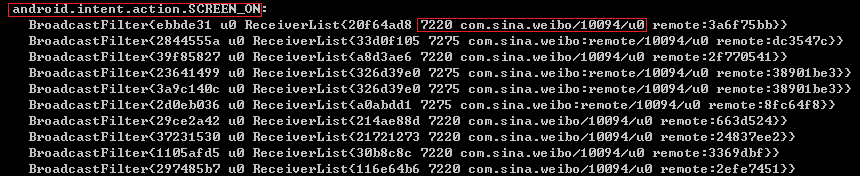 android.intent.action.SCREEN_ON:
BroadcastFilter{ebbde31 u0 ReceiverList{20f64ad8 7220 com.sina.weibo/10094/u0 remote:3a6f75bb}}
BroadcastFilter{2844555a u0 ReceiverList{33d0f105 7275 com.sina.weibo:remote/10094/u0 remote:dc3547c}}
BroadcastFilter{39f85827 u0 ReceiverList{a8d3ae6 7220 com.sina.weibo/10094/u0 remote:2f770541}}
BroadcastFilter{23641499 u0 ReceiverList{326d39e0 7275 com.sina.weibo:remote/10094/u0 remote:38901be3}}
BroadcastFilter{3a9c140c u0 ReceiverList{326d39e0 7275 com.sina.weibo:remote/10094/u0 remote:38901be3}}
BroadcastFilter{2d0eb036 u0 ReceiverList{a0abdd1 7275 com.sina.weibo:remote/10094/u0 remote:8fc64f8}}
BroadcastFilter{29ce2a42 u0 ReceiverList{214ae88d 7220 com.sina.weibo/10094/u0 remote:663d524}}
BroadcastFilter{37231530 u0 ReceiverList{21721273 7220 com.sina.weibo/10094/u0 remote:24837ee2}}
BroadcastFilter{1105afd5 u0 ReceiverList{30b8c8c 7220 com.sina.weibo/10094/u0 remote:3369dbf}}
BroadcastFilter{297485b7 u0 ReceiverList{116e64b6 7220 com.sina.weibo/10094/u0 remote:2efe7451}}